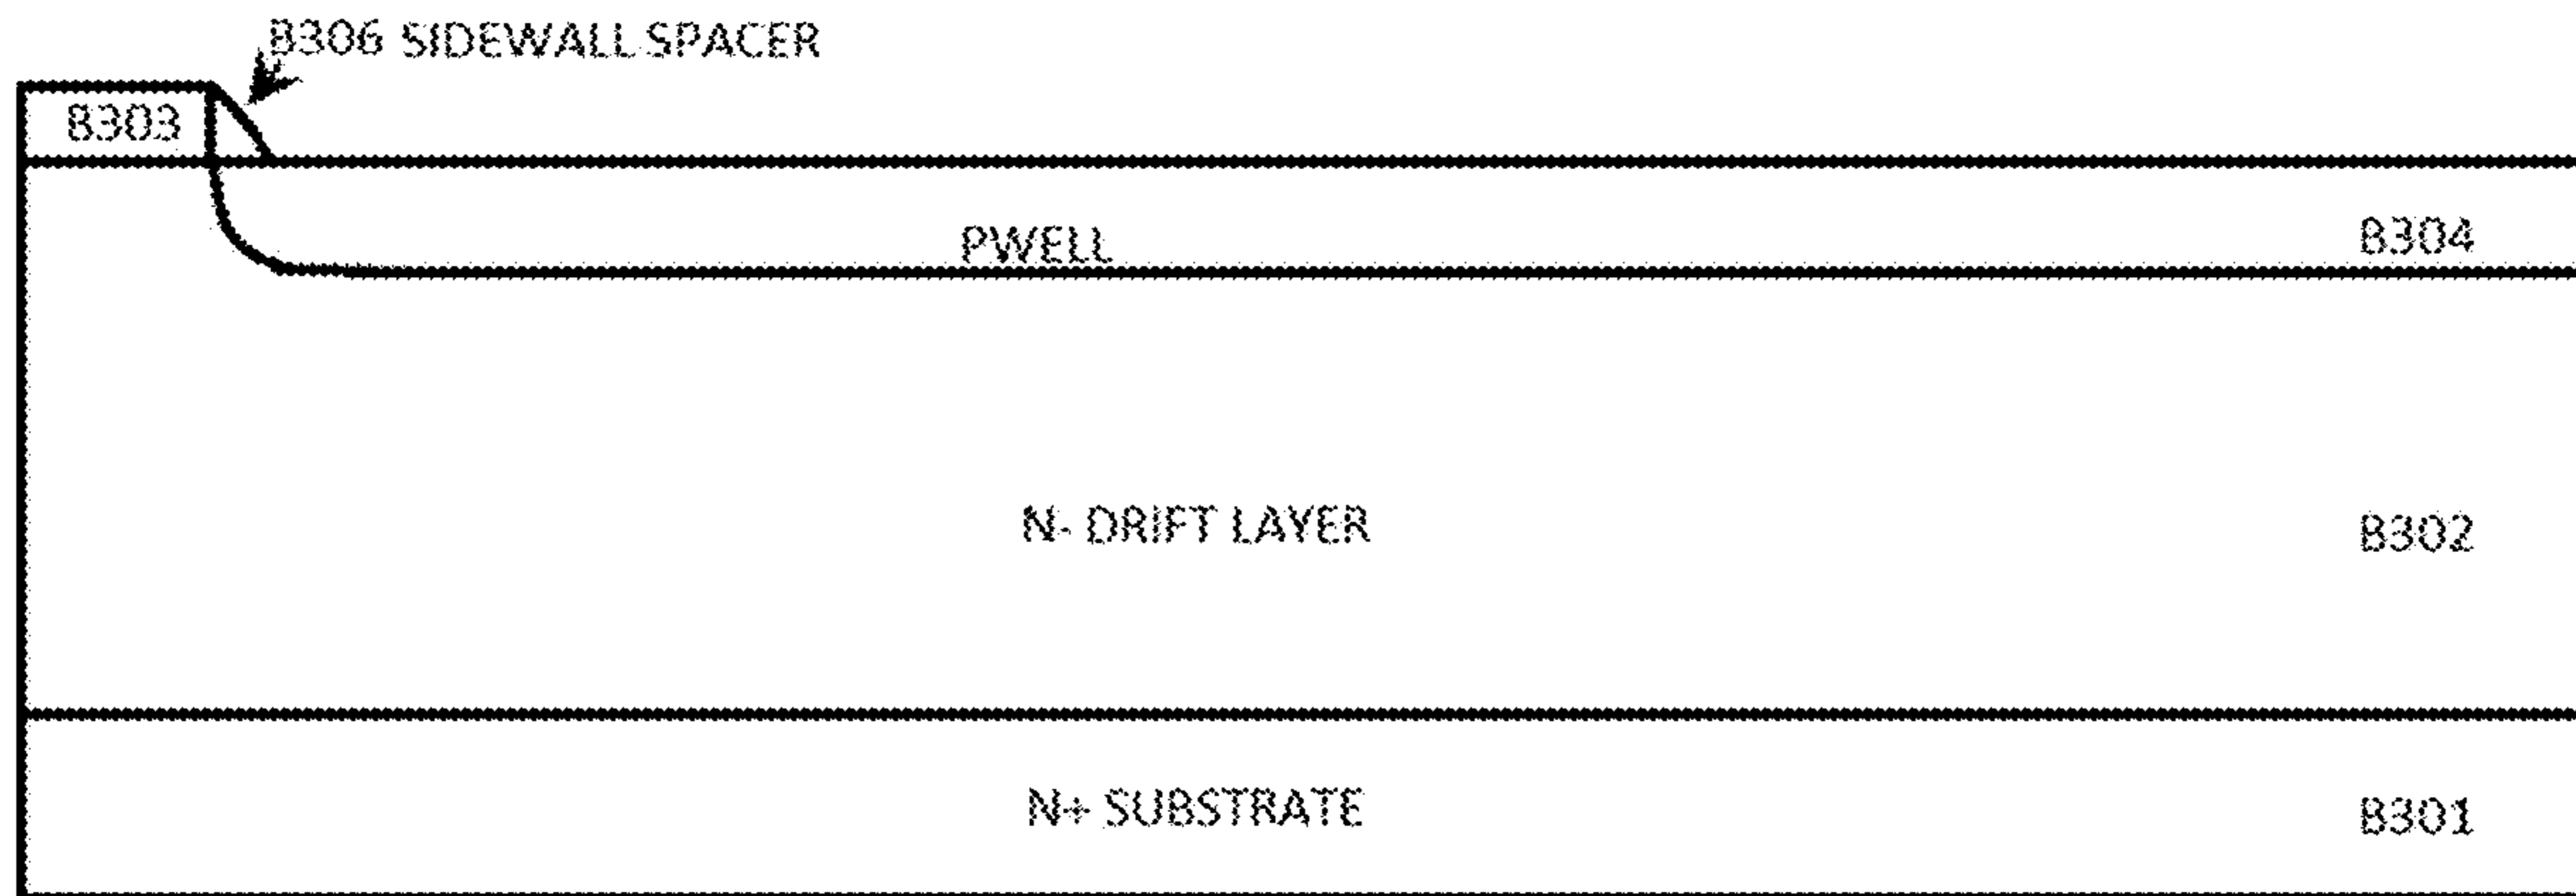 B306 SIDEWALL SPACER
B303
PWELL
B304
N- DRIFT LAYER
B302
N+ SUBSTRATE
B301